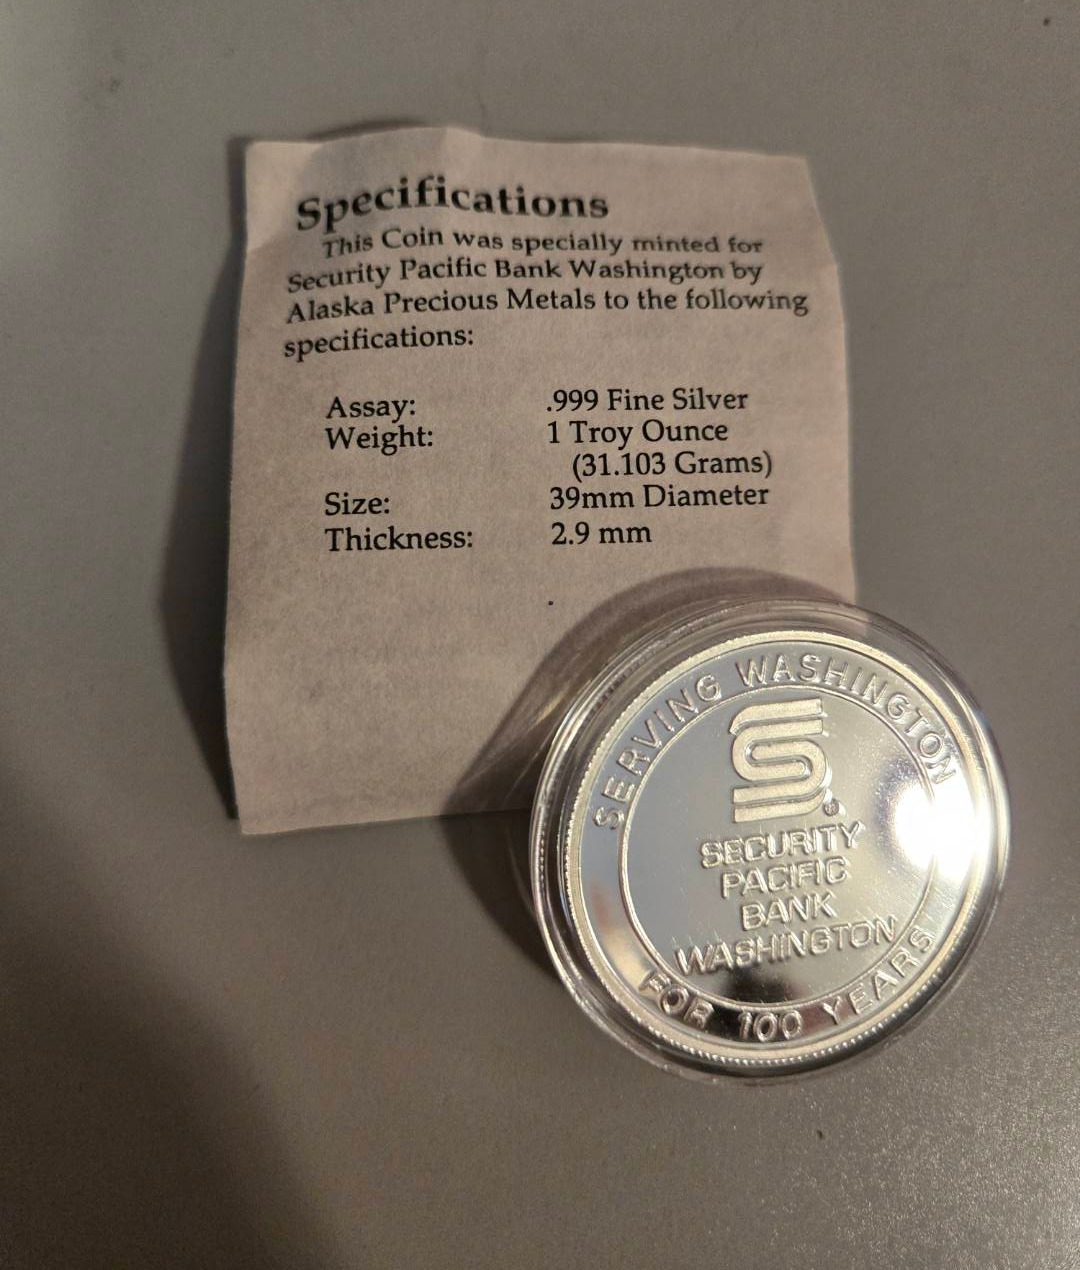 Specifications
This Coin was specially minted for
Security Pacific Bank Washington by
Alaska Precious Metals to the following
specifications:
Assay: .999 Fine Silver
Weight: 1 Troy Ounce
(31.103 Grams)
Size: 39mm Diameter
Thickness: 2.9 mm
SERVING WASHINGTON
S®
SECURITY
PACIFIC
BANK
WASHINGTON
FOR 100 YEARS